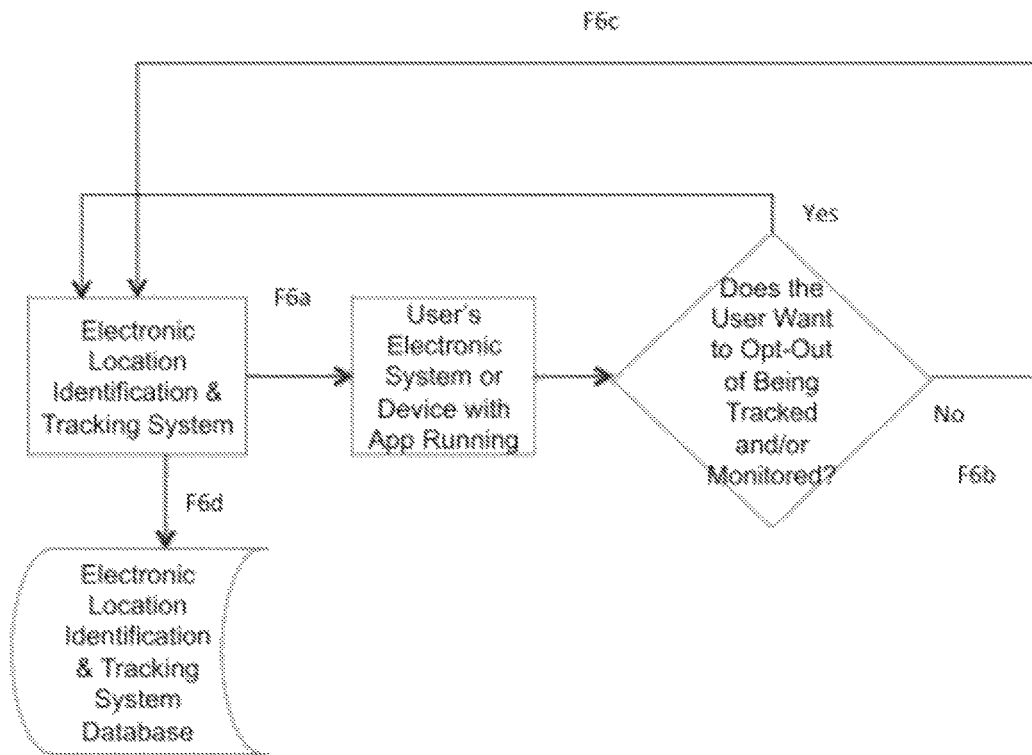 F6c
Yes
F6a
Electronic
Location
Identification &
Tracking System
User's
Electronic
System or
Device with
App Running
Does the
User Want
to Opt-Out
of Being
Tracked
and/or
Monitored?
No
F6b
F6d
Electronic
Location
Identification
& Tracking
System
Database